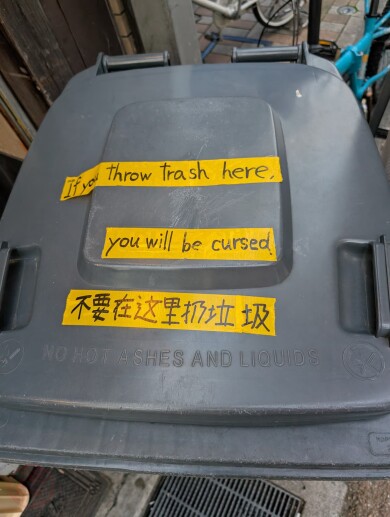 If you throw trash here,
you will be cursed.
不要在这里扔垃圾
NO HOT ASHES AND LIQUIDS